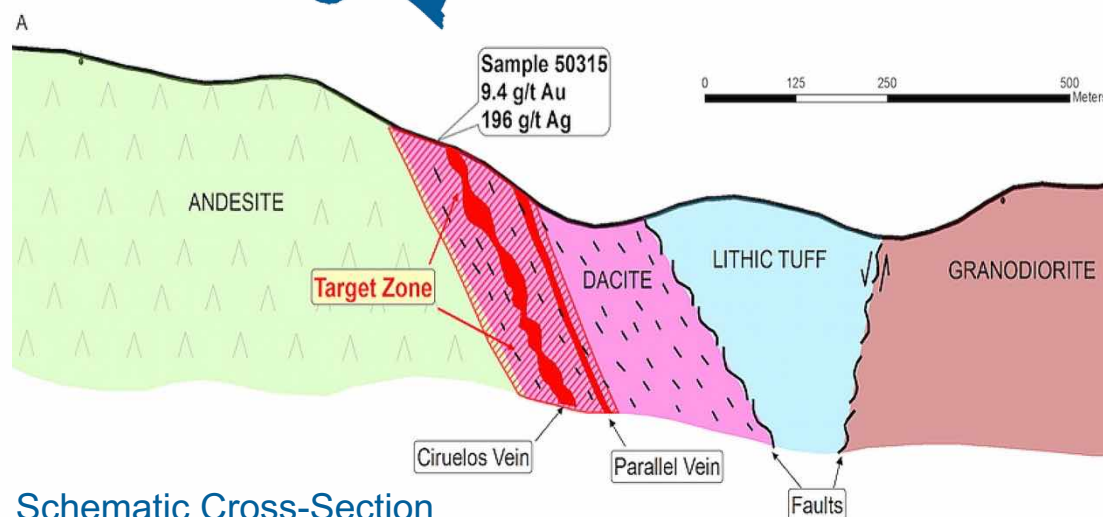 A
Sample 50315
9.4 g/t Au
196 g/t Ag
0 125 250 500
Meters
ANDESITE
Target Zone
DACITE
LITHIC TUFF
GRANODIORITE
Ciruelos Vein
Parallel Vein
Faults
Schematic Cross-Section